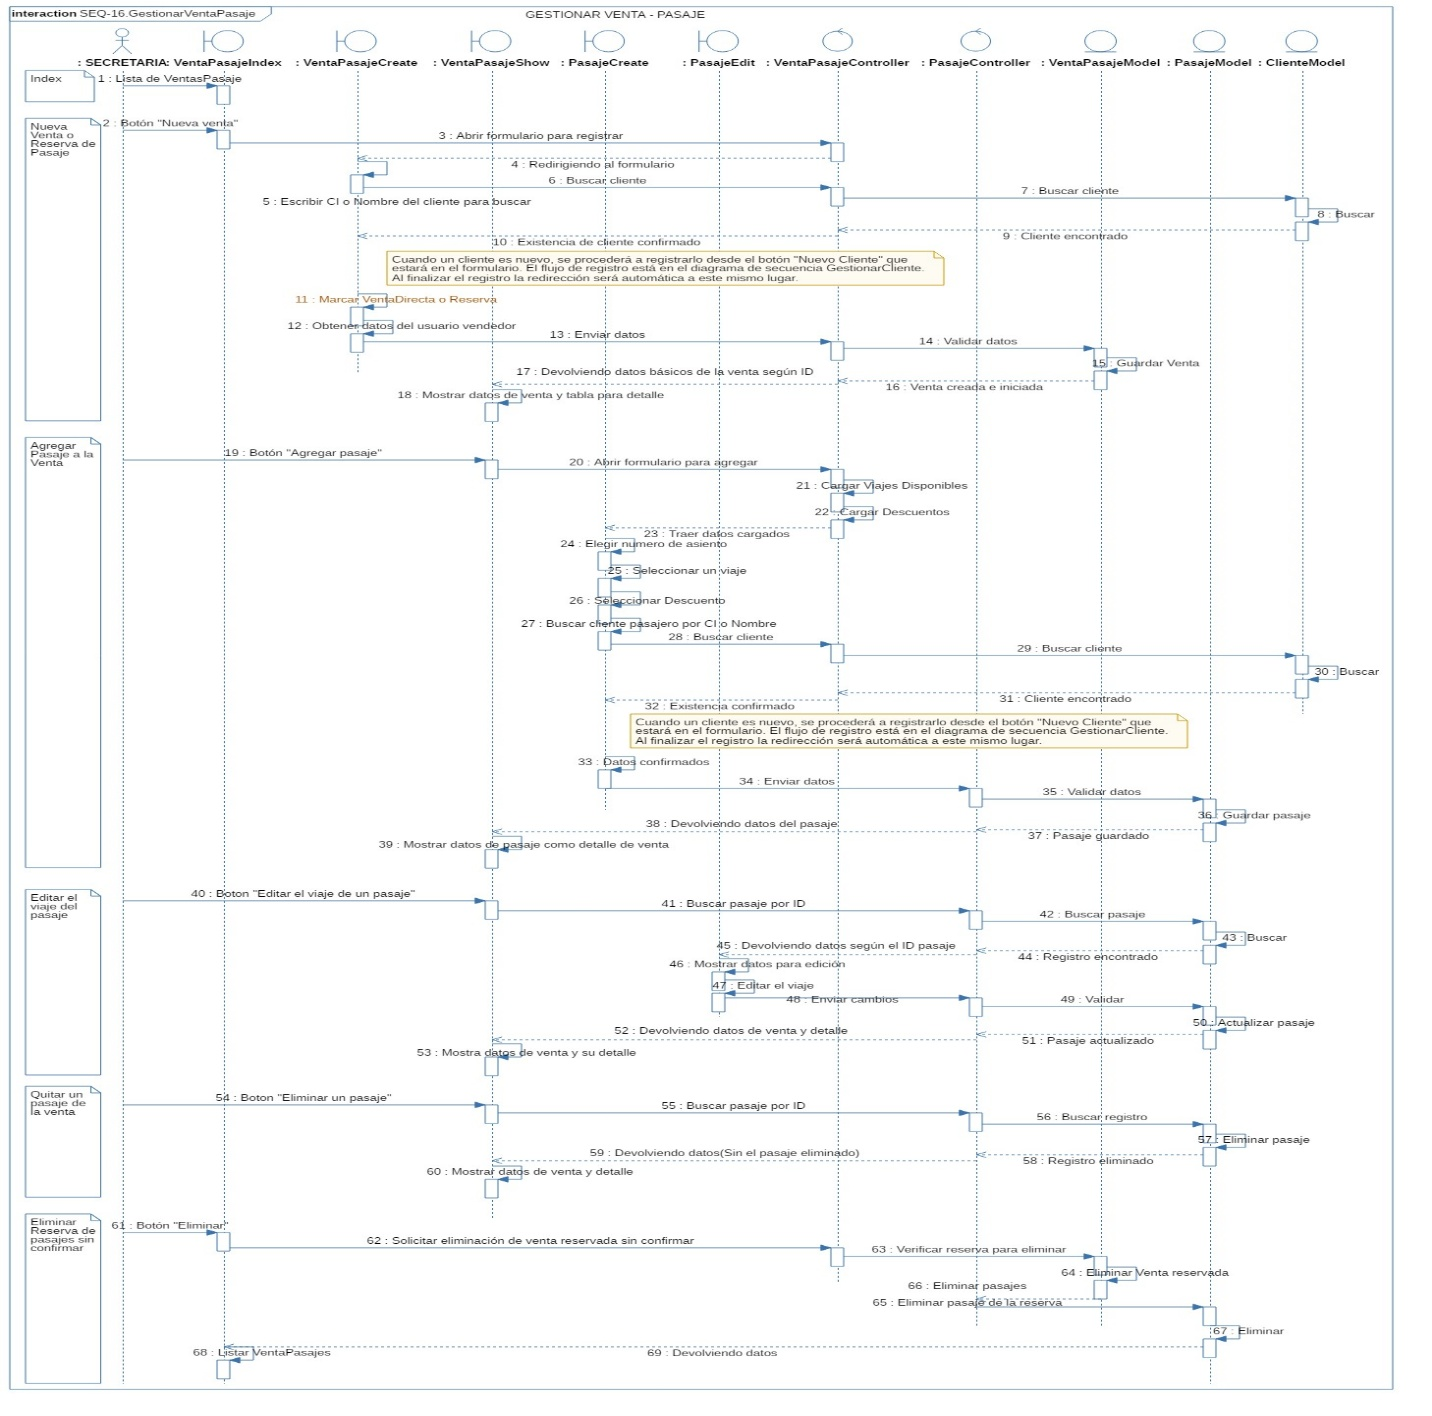 interaction SEQ-16.GestionarVentaPasaje
GESTIONAR VENTA - PASAJE
: SECRETARIA
: VentaPasajeIndex
: VentaPasajeCreate
: VentaPasajeShow
: PasajeCreate
: PasajeEdit
: VentaPasajeController
: PasajeController
: VentaPasajeModel
: PasajeModel
: ClienteModel
Index
1 : Lista de VentasPasaje
Nueva
Venta o
Reserva de
Pasaje
2 : Botón "Nueva venta"
3 : Abrir formulario para registrar
4 : Redirigiendo al formulario
6 : Buscar cliente
7 : Buscar cliente
5 : Escribir CI o Nombre del cliente para buscar
8 : Buscar
9 : Cliente encontrado
10 : Existencia de cliente confirmado
Cuando un cliente es nuevo, se procederá a registrarlo desde el botón "Nuevo Cliente" que
estará en el formulario. El flujo de registro está en el diagrama de secuencia GestionarCliente.
Al finalizar el registro la redirección será automática a este mismo lugar.
11 : Marcar VentaDirecta o Reserva
12 : Obtener datos del usuario vendedor
13 : Enviar datos
14 : Validar datos
15 : Guardar Venta
17 : Devolviendo datos básicos de la venta según ID
16 : Venta creada e iniciada
18 : Mostrar datos de venta y tabla para detalle
Agregar
Pasaje a la
Venta
19 : Botón "Agregar pasaje"
20 : Abrir formulario para agregar
21 : Cargar Viajes Disponibles
22 : Cargar Descuentos
23 : Traer datos cargados
24 : Elegir número de asiento
25 : Seleccionar un viaje
26 : Seleccionar Descuento
27 : Buscar cliente pasajero por CI o Nombre
28 : Buscar cliente
29 : Buscar cliente
30 : Buscar
31 : Cliente encontrado
32 : Existencia confirmado
Cuando un cliente es nuevo, se procederá a registrarlo desde el botón "Nuevo Cliente" que
estará en el formulario. El flujo de registro está en el diagrama de secuencia GestionarCliente.
Al finalizar el registro la redirección será automática a este mismo lugar.
33 : Datos confirmados
34 : Enviar datos
35 : Validar datos
36 : Guardar pasaje
38 : Devolviendo datos del pasaje
37 : Pasaje guardado
39 : Mostrar datos de pasaje como detalle de venta
Editar el
viaje del
pasaje
40 : Boton "Editar el viaje de un pasaje"
41 : Buscar pasaje por ID
42 : Buscar pasaje
43 : Buscar
45 : Devolviendo datos según el ID pasaje
44 : Registro encontrado
46 : Mostrar datos para edición
47 : Editar el viaje
48 : Enviar cambios
49 : Validar
50 : Actualizar pasaje
52 : Devolviendo datos de venta y detalle
51 : Pasaje actualizado
53 : Mostra datos de venta y su detalle
Quitar un
pasaje de
la venta
54 : Boton "Eliminar un pasaje"
55 : Buscar pasaje por ID
56 : Buscar registro
57 : Eliminar pasaje
59 : Devolviendo datos(Sin el pasaje eliminado)
58 : Registro eliminado
60 : Mostrar datos de venta y detalle
Eliminar
Reserva de
pasajes sin
confirmar
61 : Botón "Eliminar"
62 : Solicitar eliminación de venta reservada sin confirmar
63 : Verificar reserva para eliminar
64 : Eliminar Venta reservada
66 : Eliminar pasajes
65 : Eliminar pasaje de la reserva
67 : Eliminar
68 : Listar VentaPasajes
69 : Devolviendo datos